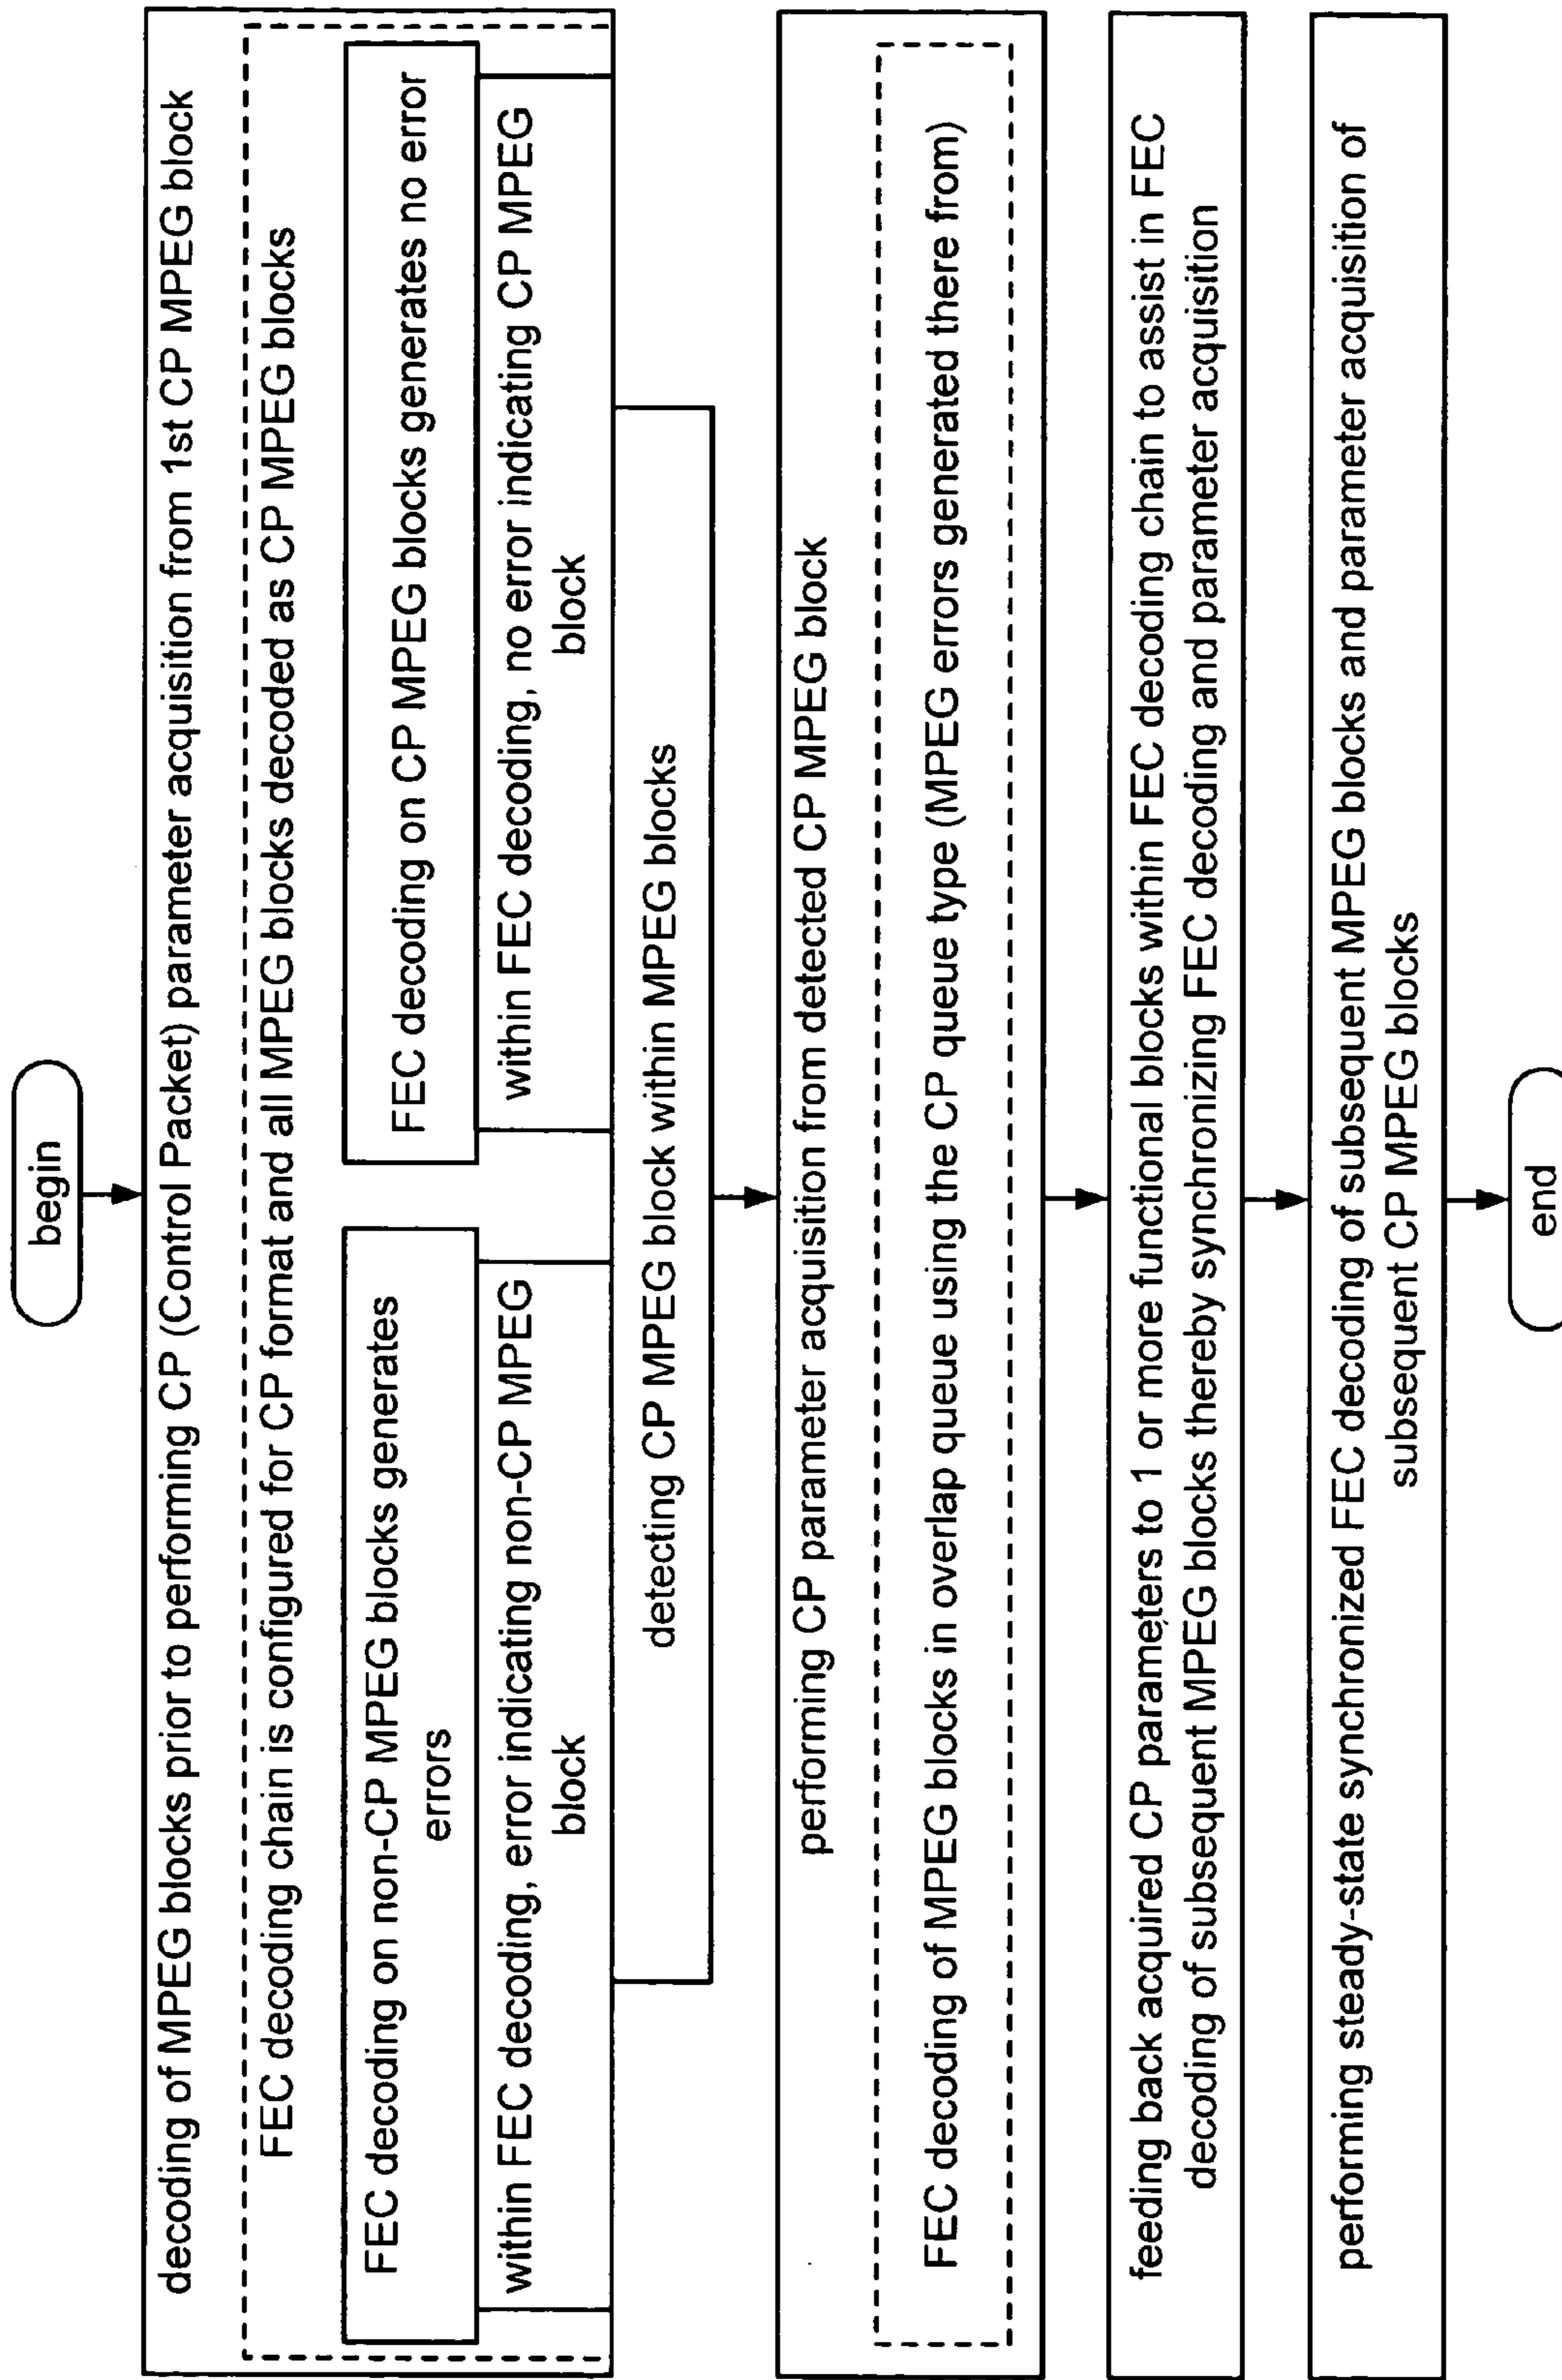 begin
decoding of MPEG blocks prior to performing CP (Control Packet) parameter acquisition from 1st CP MPEG block
FEC decoding chain is configured for CP format and all MPEG blocks decoded as CP MPEG blocks
FEC decoding on non-CP MPEG blocks generates
errors
within FEC decoding, error indicating non-CP MPEG
block
FEC decoding on CP MPEG blocks generates no error
within FEC decoding, no error indicating CP MPEG
block
detecting CP MPEG block within MPEG blocks
performing CP parameter acquisition from detected CP MPEG block
FEC decoding of MPEG blocks in overlap queue using the CP queue type (MPEG errors generated there from)
feeding back acquired CP parameters to 1 or more functional blocks within FEC decoding chain to assist in FEC
decoding of subsequent MPEG blocks thereby synchronizing FEC decoding and parameter acquisition
performing steady-state synchronized FEC decoding of subsequent MPEG blocks and parameter acquisition of
subsequent CP MPEG blocks
end